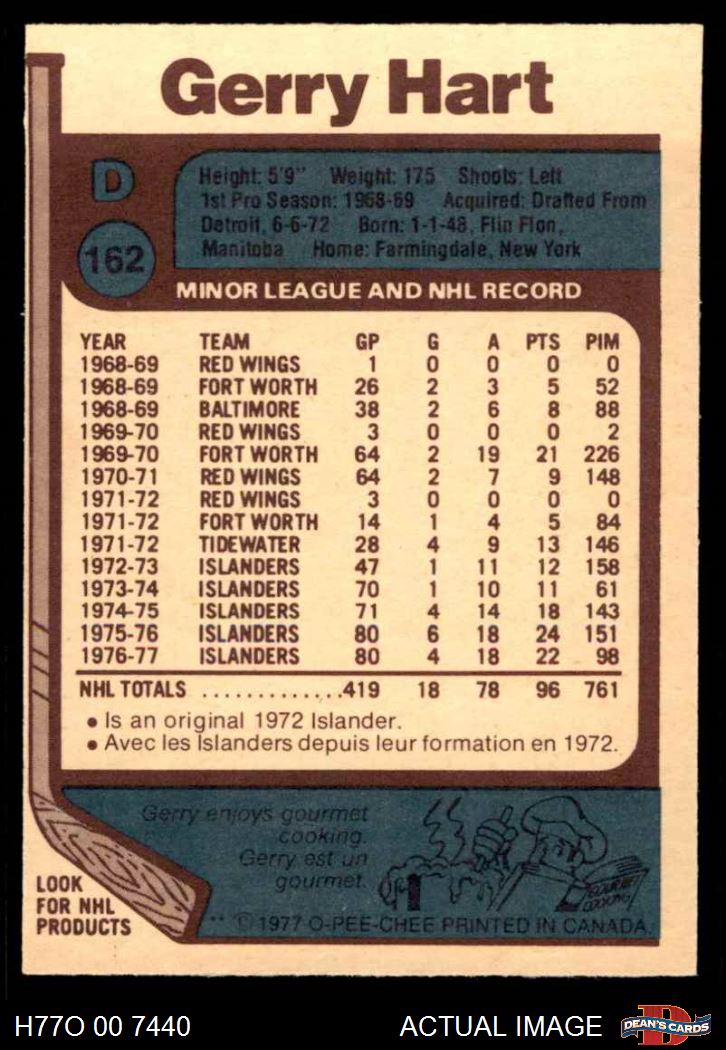 Gerry Hart
D
162
Height: 5'9" Weight: 175 Shoots: Left
1st Pro Season: 1968-69 Acquired: Drafted From
Detroit, 6-6-72 Born: 1-1-48, Flin Flon,
Manitoba Home: Farmingdale, New York
MINOR LEAGUE AND NHL RECORD
YEAR TEAM GP G A PTS PIM
1968-69 RED WINGS 1 0 0 0 0
1968-69 FORT WORTH 26 2 3 5 52
1968-69 BALTIMORE 38 2 6 8 88
1969-70 RED WINGS 3 0 0 0 2
1969-70 FORT WORTH 64 2 19 21 226
1970-71 RED WINGS 64 2 7 9 148
1971-72 RED WINGS 3 0 0 0 0
1971-72 FORT WORTH 14 1 4 5 84
1971-72 TIDEWATER 28 4 9 13 146
1972-73 ISLANDERS 47 1 11 12 158
1973-74 ISLANDERS 70 1 10 11 61
1974-75 ISLANDERS 71 4 14 18 143
1975-76 ISLANDERS 80 6 18 24 151
1976-77 ISLANDERS 80 4 18 22 98
NHL TOTALS .............419 18 78 96 761
• Is an original 1972 Islander.
• Avec les Islanders depuis leur formation en 1972.
Gerry enjoys gourmet
cooking.
Gerry est un
gourmet.
GOURMET
COOKING
LOOK
FOR NHL
PRODUCTS
** © 1977 O-PEE-CHEE PRINTED IN CANADA.
H77O 00 7440
ACTUAL IMAGE
D
DEAN'S CARDS